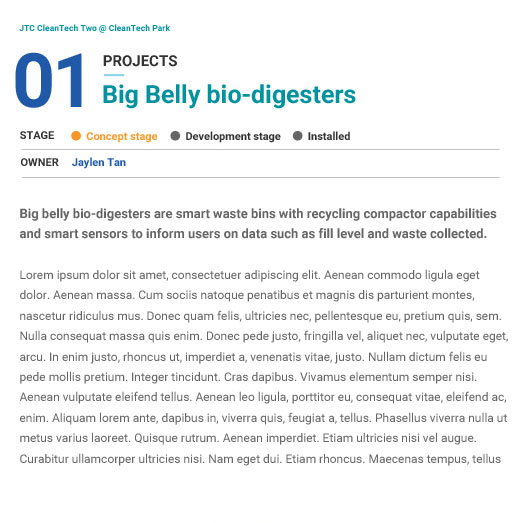 JTC CleanTech Two @ CleanTech Park
01
PROJECTS
Big Belly bio-digesters
STAGE Concept stage Development stage Installed
OWNER Jaylen Tan
Big belly bio-digesters are smart waste bins with recycling compactor capabilities
and smart sensors to inform users on data such as fill level and waste collected.
Lorem ipsum dolor sit amet, consectetuer adipiscing elit. Aenean commodo ligula eget
dolor. Aenean massa. Cum sociis natoque penatibus et magnis dis parturient montes,
nascetur ridiculus mus. Donec quam felis, ultricies nec, pellentesque eu, pretium quis, sem.
Nulla consequat massa quis enim. Donec pede justo, fringilla vel, aliquet nec, vulputate eget,
arcu. In enim justo, rhoncus ut, imperdiet a, venenatis vitae, justo. Nullam dictum felis eu
pede mollis pretium. Integer tincidunt. Cras dapibus. Vivamus elementum semper nisi.
Aenean vulputate eleifend tellus. Aenean leo ligula, porttitor eu, consequat vitae, eleifend ac,
enim. Aliquam lorem ante, dapibus in, viverra quis, feugiat a, tellus. Phasellus viverra nulla ut
metus varius laoreet. Quisque rutrum. Aenean imperdiet. Etiam ultricies nisi vel augue.
Curabitur ullamcorper ultricies nisi. Nam eget dui. Etiam rhoncus. Maecenas tempus, tellus